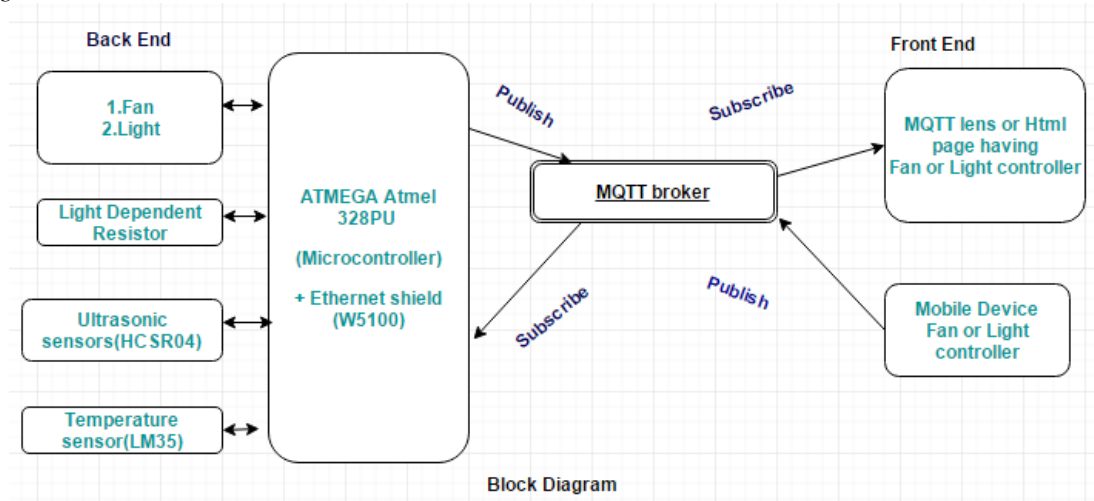 Back End
Front End
1.Fan
2.Light
Light Dependent
Resistor
Ultrasonic
sensors(HCSR04)
Temperature
sensor(LM35)
ATMEGA Atmel
328PU
(Microcontroller)
+ Ethernet shield
(W5100)
Publish
Subscribe
MQTT broker
Subscribe
Publish
MQTT lens or Html
page having
Fan or Light controller
Mobile Device
Fan or Light
controller
Block Diagram